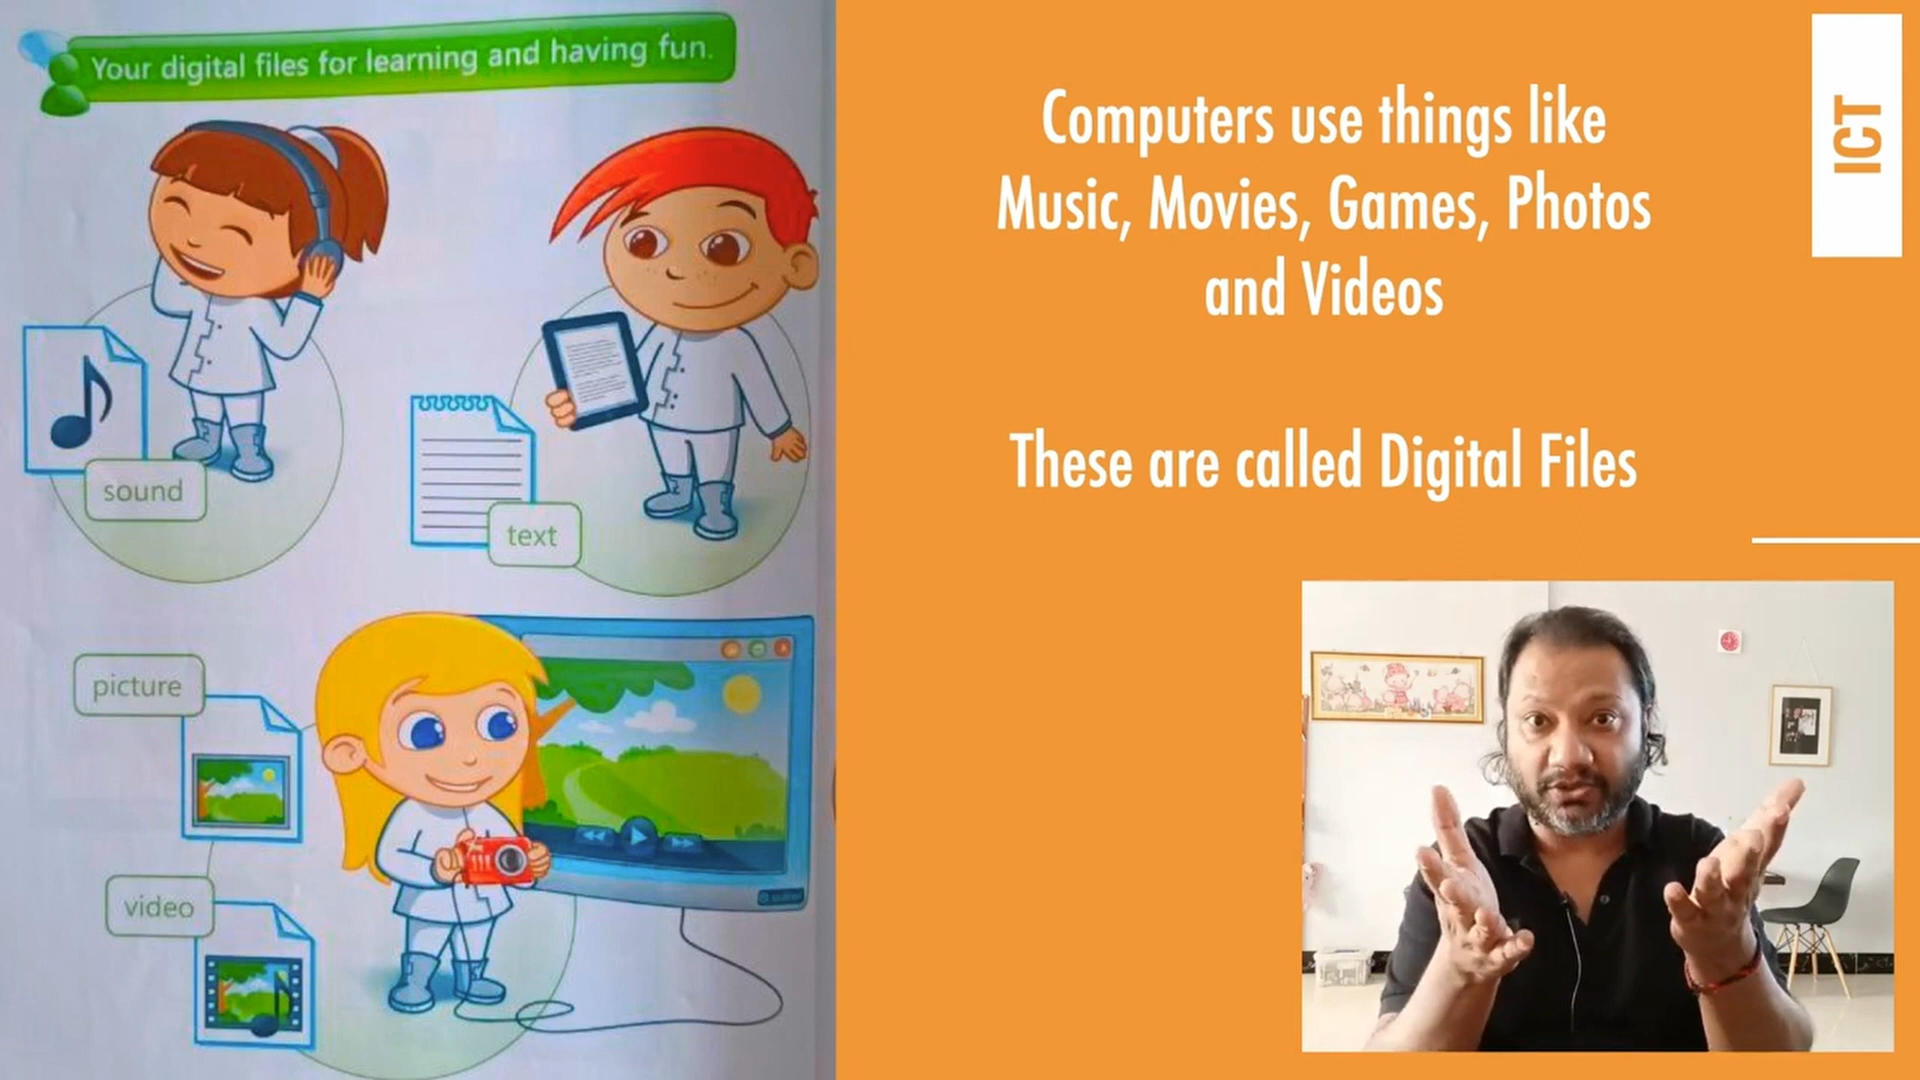 Your digital files for learning and having fun.
sound
text
picture
video
Computers use things like
Music, Movies, Games, Photos
and Videos
These are called Digital Files
ICT